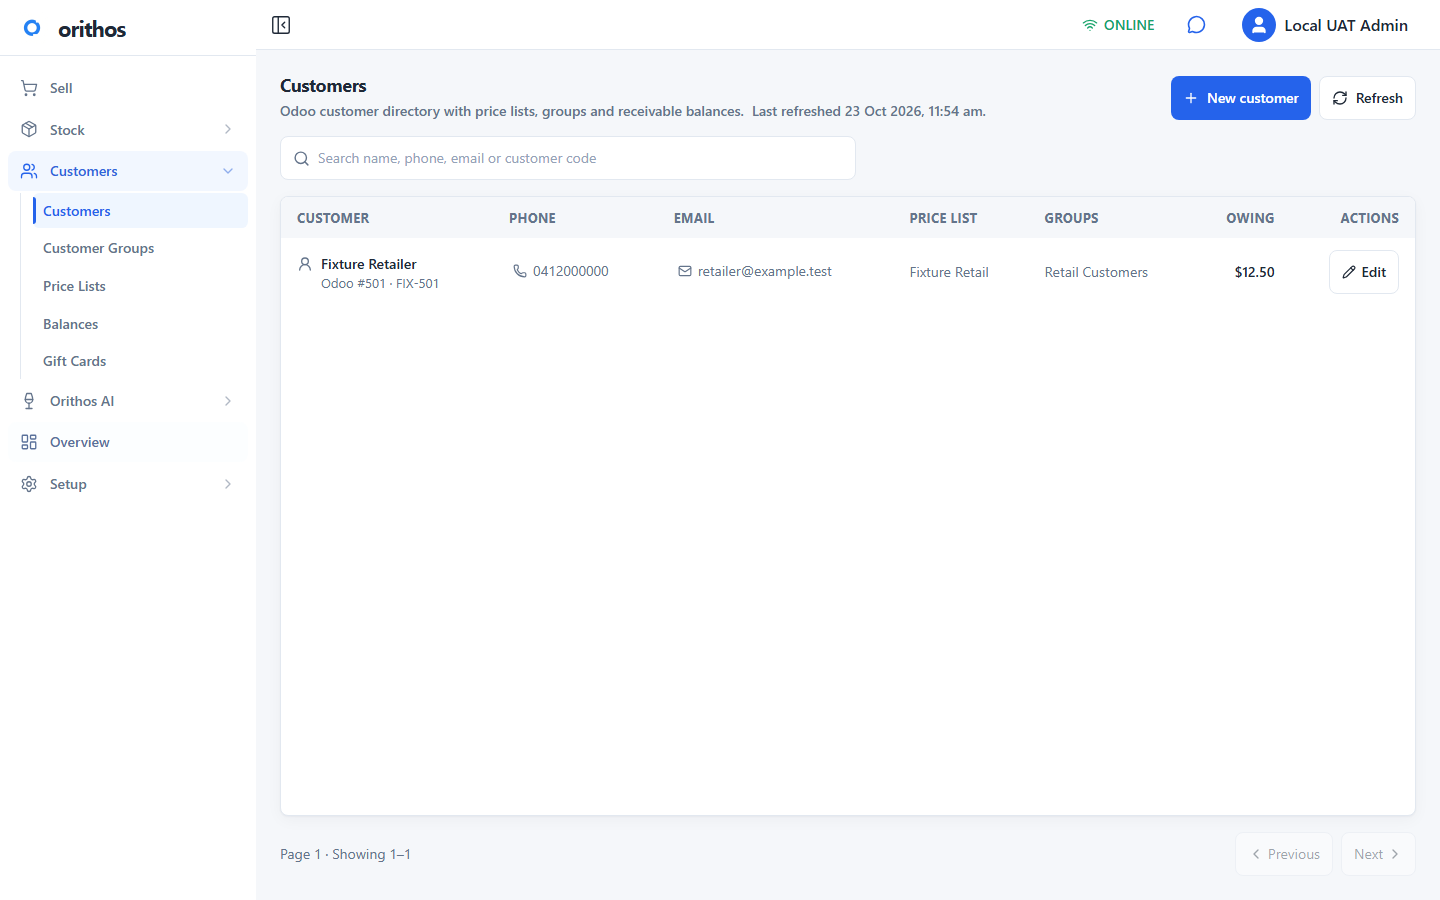 orithos
ONLINE
Local UAT Admin
Sell
Stock
Customers
Customers
Customer Groups
Price Lists
Balances
Gift Cards
Orithos AI
Overview
Setup
Customers
Odoo customer directory with price lists, groups and receivable balances. Last refreshed 23 Oct 2026, 11:54 am.
New customer
Refresh
Search name, phone, email or customer code
CUSTOMER PHONE EMAIL PRICE LIST GROUPS OWING ACTIONS
Fixture Retailer
Odoo #501 · FIX-501
0412000000 retailer@example.test Fixture Retail Retail Customers $12.50 Edit
Page 1 · Showing 1–1
Previous Next